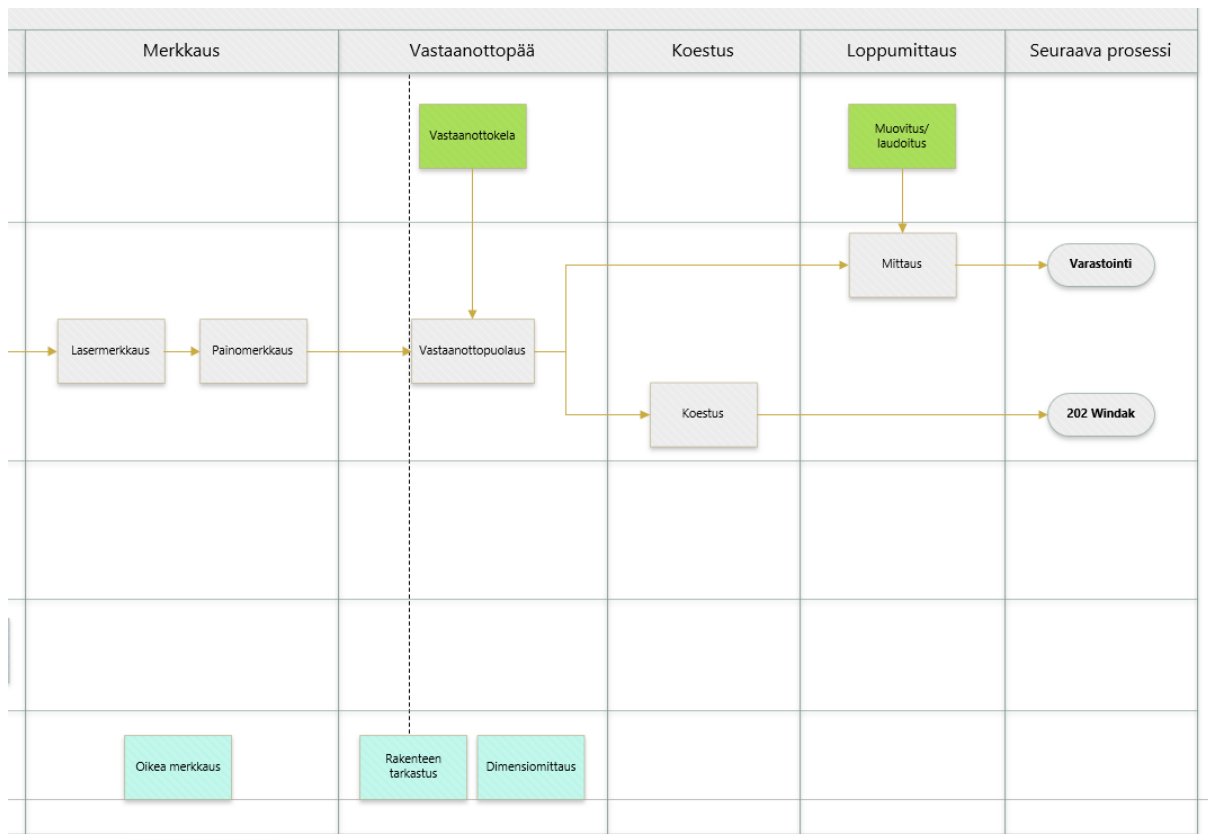 Merkkaus
Vastaanottopää
Koestus
Loppumittaus
Seuraava prosessi
Vastaanottokela
Muovitus/
laudoitus
Mittaus
Varastointi
Lasermerkkaus
Painomerkkaus
Vastaanottopuolaus
Koestus
202 Windak
Oikea merkkaus
Rakenteen
tarkastus
Dimensiomittaus